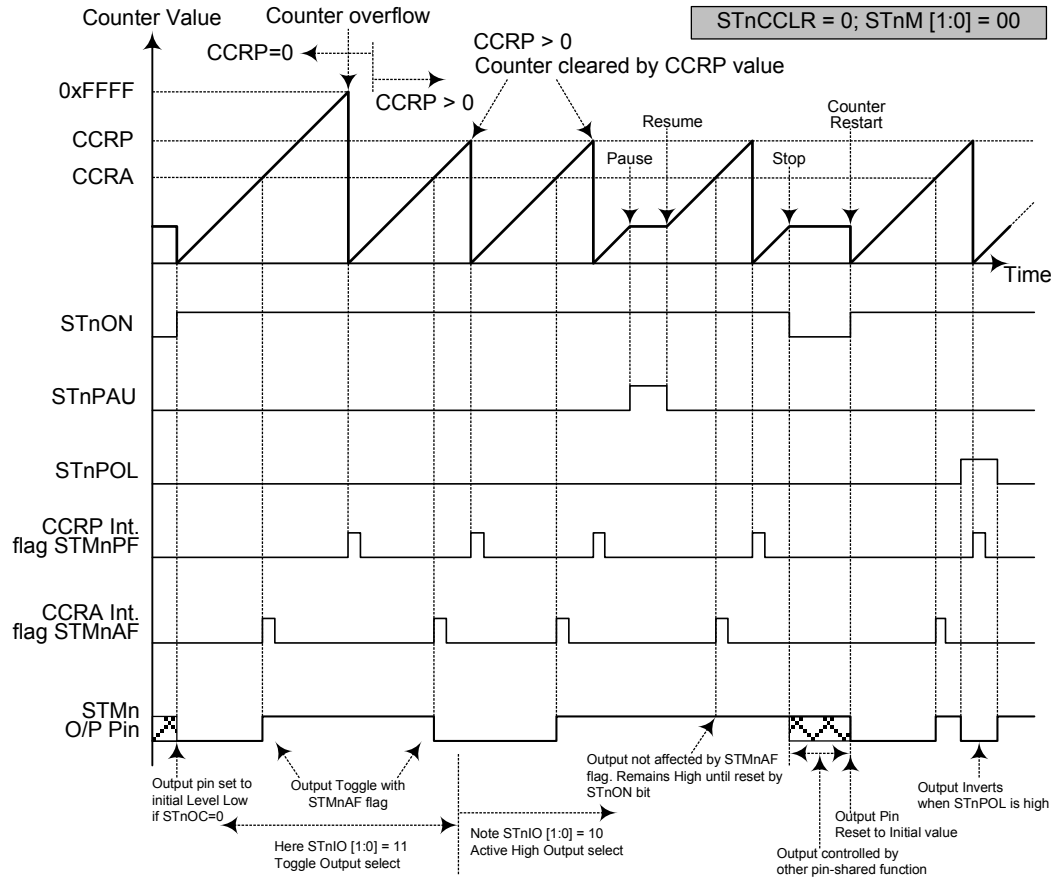 Counter Value
Counter overflow
STnCCLR = 0; STnM [1:0] = 00
CCRP=0
CCRP > 0
CCRP > 0
Counter cleared by CCRP value
0xFFFF
CCRP
CCRA
Pause
Resume
Stop
Counter
Restart
Time
STnON
STnPAU
STnPOL
CCRP Int.
flag STMnPF
CCRA Int.
flag STMnAF
STMn
O/P Pin
Output pin set to
initial Level Low
if STnOC=0
Output Toggle with
STMnAF flag
Output not affected by STMnAF
flag. Remains High until reset by
STnON bit
Output Inverts
when STnPOL is high
Output Pin
Reset to Initial value
Here STnIO [1:0] = 11
Toggle Output select
Note STnIO [1:0] = 10
Active High Output select
Output controlled by
other pin-shared function